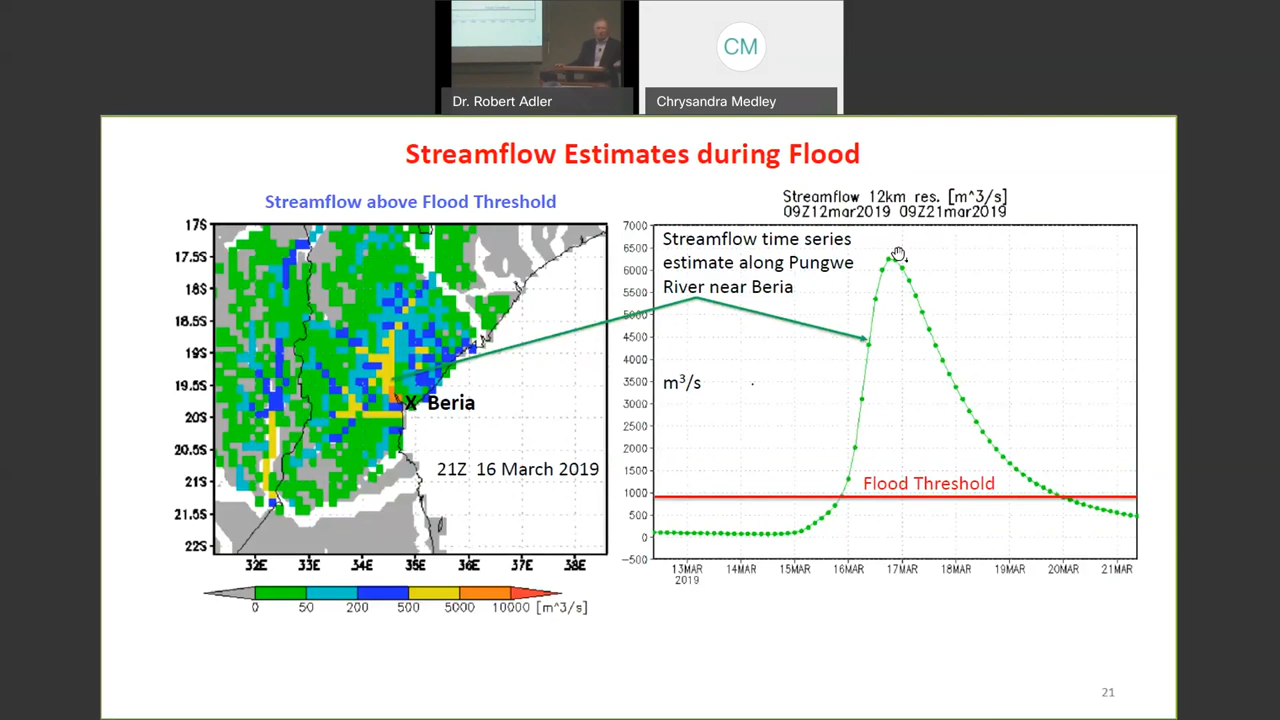 CM
Dr. Robert Adler
Chrysandra Medley
Streamflow Estimates during Flood
Streamflow above Flood Threshold
17S
17.5S
18S
18.5S
19S
19.5S
20S
20.5S
21S
21.5S
22S
X Beria
21Z 16 March 2019
32E 33E 34E 35E 36E 37E 38E
0 50 200 500 5000 10000 [m^3/s]
Streamflow 12km res. [m^3/s]
09Z12mar2019 09Z21mar2019
7000
6500
6000
5500
5000
4500
4000
3500
3000
2500
2000
1500
1000
500
0
-500
Streamflow time series
estimate along Pungwe
River near Beria
m³/s
Flood Threshold
13MAR 14MAR 15MAR 16MAR 17MAR 18MAR 19MAR 20MAR 21MAR
2019
21